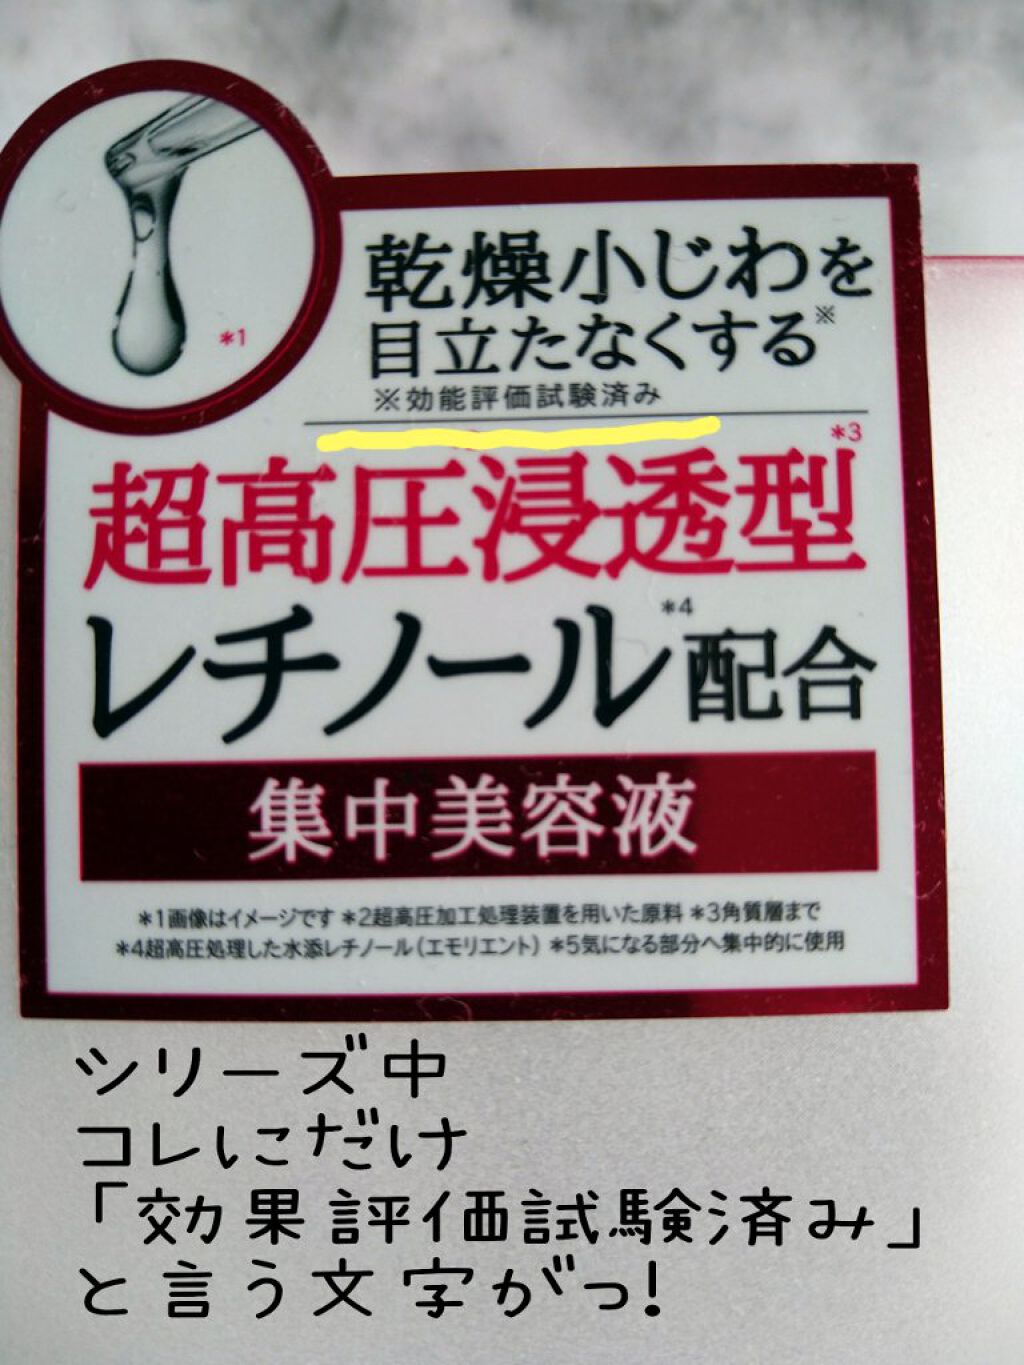 *1
乾燥小じわを
目立たなくする※
※効能評価試験済み
超高圧浸透型*3
レチノール*4配合
集中美容液
*1画像はイメージです *2超高圧加工処理装置を用いた原料 *3角質層まで
*4超高圧処理した水添レチノール(エモリエント) *5気になる部分へ集中的に使用
シリーズ中
コレにだけ
「効果評価試験済み」
と言う文字がっ!